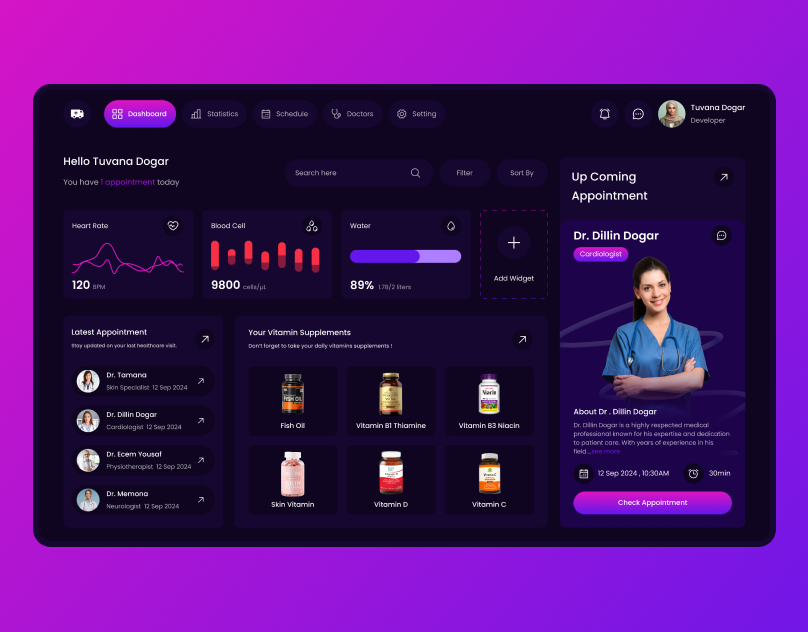 Dashboard
Statistics
Schedule
Doctors
Setting
Tuvana Dogar
Developer
Hello Tuvana Dogar
You have 1 appointment today
Search here
Filter
Sort By
Heart Rate
120 BPM
Blood Cell
9800 cells/μL
Water
89% 1.78/2 liters
Add Widget
Latest Appointment
Stay updated on your last healthcare visit.
Dr. Tamana
Skin Specialist 12 Sep 2024
Dr. Dillin Dogar
Cardiologist 12 Sep 2024
Dr. Ecem Yousaf
Physiotherapist 12 Sep 2024
Dr. Memona
Neurologist 12 Sep 2024
Your Vitamin Supplements
Don't forget to take your daily vitamins supplements !
FISH OIL
Fish Oil
Vitamin B1 Thiamine
Niacin
Vitamin B3 Niacin
Skin Vitamin
Vitamin D
Vitamin C
Up Coming
Appointment
Dr. Dillin Dogar
Cardiologist
About Dr . Dillin Dogar
Dr. Dillin Dogar is a highly respected medical
professional known for his expertise and dedication
to patient care. With years of experience in his
field...see more
12 Sep 2024 , 10:30AM
30min
Check Appointment